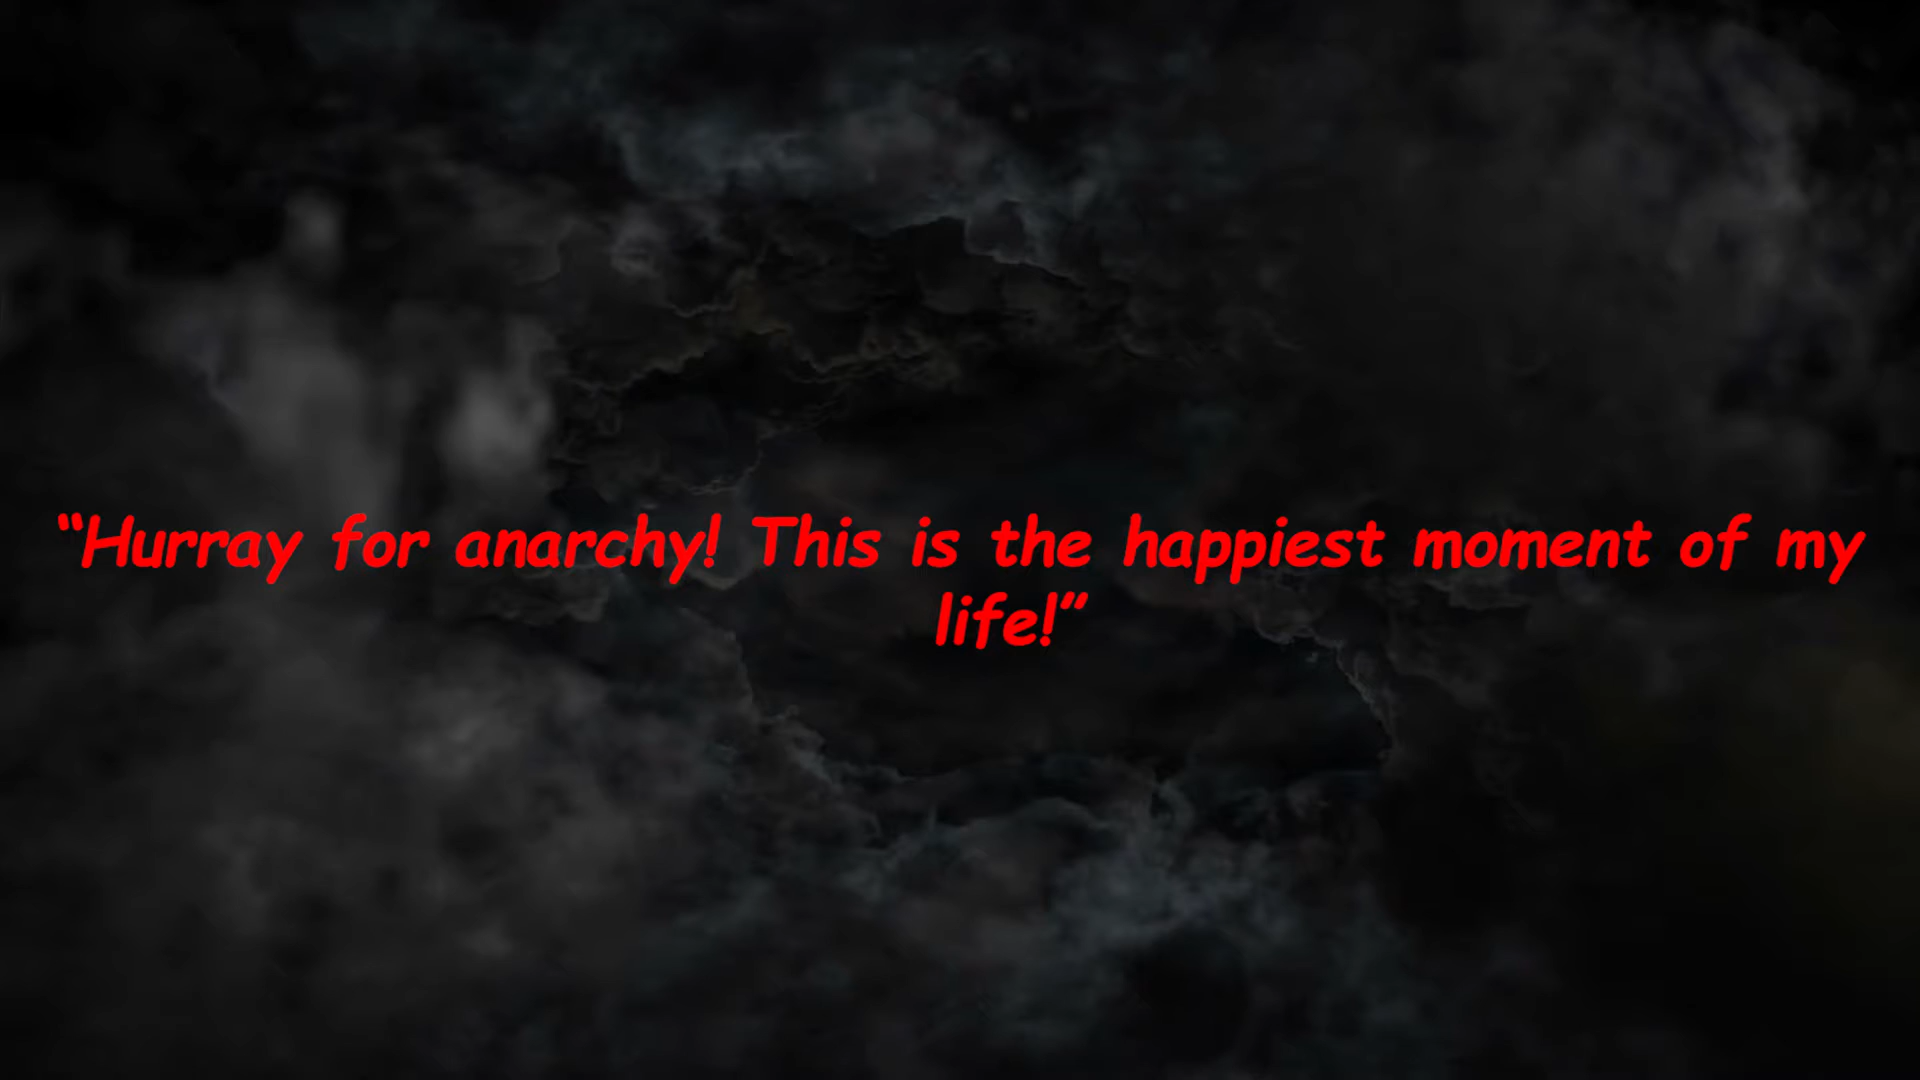 “Hurray for anarchy! This is the happiest moment of my
life!”